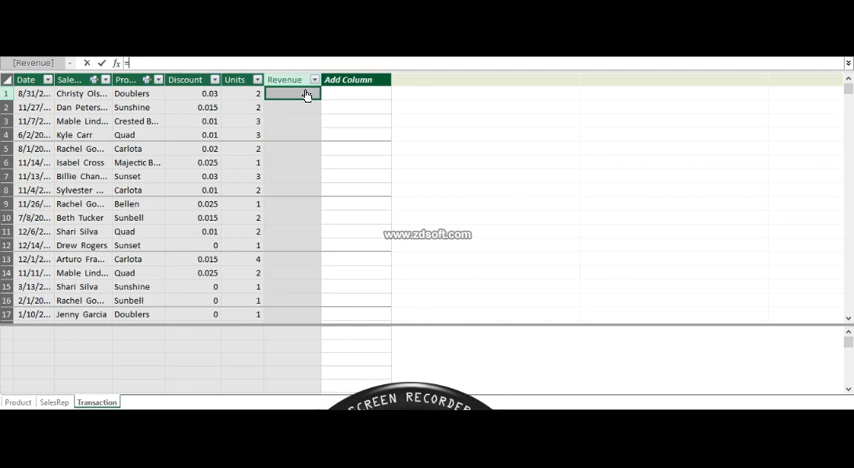 [Revenue] fx =
Date Sale... Pro... Discount Units Revenue Add Column
1 8/31/2... Christy Ols... Doublers 0.03 2
2 11/27/... Dan Peters... Sunshine 0.015 2
3 11/7/2... Mable Lind... Crested B... 0.01 3
4 6/2/20... Kyle Carr Quad 0.01 3
5 8/1/20... Rachel Go... Carlota 0.02 2
6 11/14/... Isabel Cross Majectic B... 0.025 1
7 11/13/... Billie Chan... Sunset 0.03 3
8 11/4/2... Sylvester ... Carlota 0.01 2
9 11/26/... Rachel Go... Bellen 0.025 1
10 7/8/20... Beth Tucker Sunbell 0.015 2
11 12/6/2... Shari Silva Quad 0.01 2
www.zdsoft.com
12 12/14/... Drew Rogers Sunset 0 1
13 12/1/2... Arturo Fra... Carlota 0.015 4
14 11/11/... Mable Lind... Quad 0.025 2
15 3/13/2... Shari Silva Sunshine 0 1
16 2/1/20... Rachel Go... Sunbell 0 1
17 1/10/2... Jenny Garcia Doublers 0 1
Product SalesRep Transaction
SCREEN RECORDER